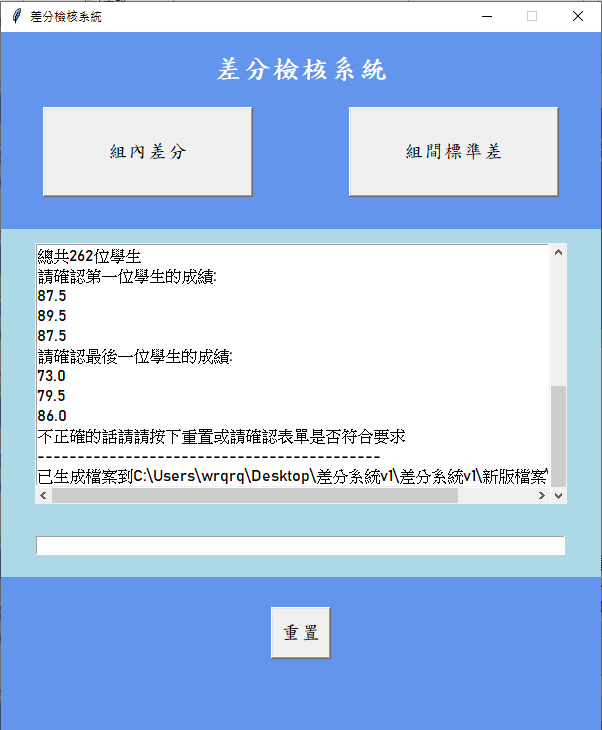 差分檢核系統
差分檢核系統
組內差分
組間標準差
總共262位學生
請確認第一位學生的成績:
87.5
89.5
87.5
請確認最後一位學生的成績:
73.0
79.5
86.0
不正確的話請請按下重置或請確認表單是否符合要求
--------------------------------------------
已生成檔案到C:\Users\wrqrq\Desktop\差分系統v1\差分系統v1\新版檔案\
重置